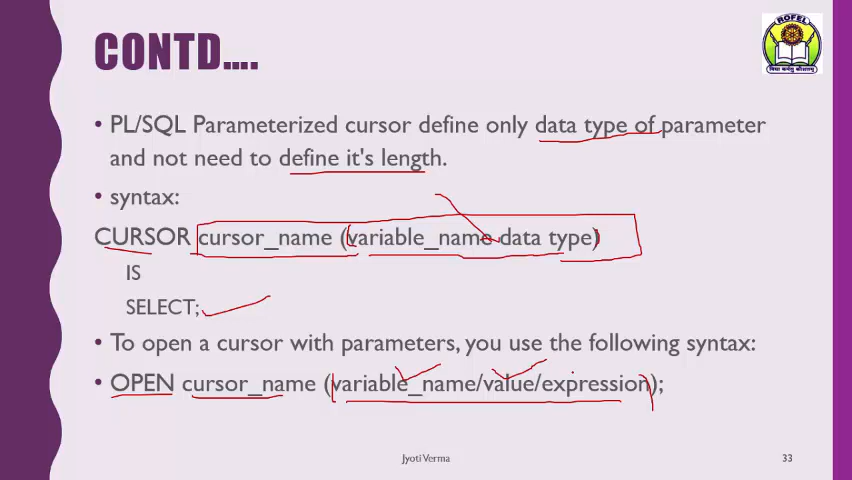 CONTD....
ROFEL
• PL/SQL Parameterized cursor define only data type of parameter
and not need to define it's length.
• syntax:
CURSOR cursor_name (variable_name data type)
IS
SELECT;
• To open a cursor with parameters, you use the following syntax:
• OPEN cursor_name (variable_name/value/expression);
Jyoti Verma
33